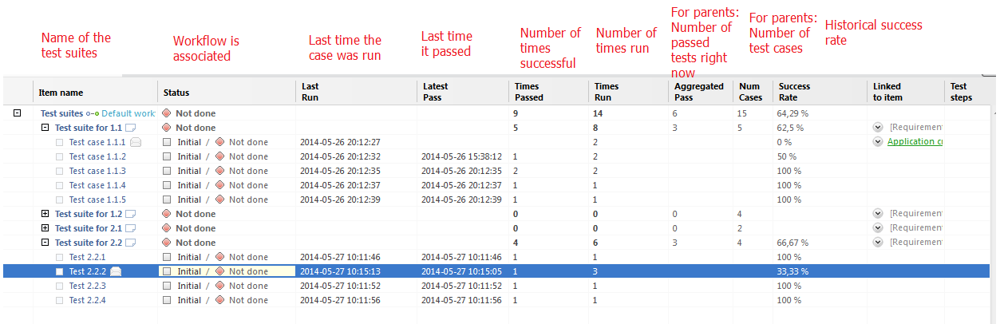 Name of the
test suites
Workflow is
associated
Last time the
case was run
Last time
it passed
Number of
times
successful
Number of
times run
For parents:
Number of
passed
tests right
now
For parents:
Number of
test cases
Historical success
rate
Item name Status Last Run Latest Pass Times Passed Times Run Aggregated Pass Num Cases Success Rate Linked to item Test steps
Test suites Default work Not done 9 14 6 15 64,29 %
Test suite for 1.1 Not done 5 8 3 5 62,5 % [Requirement
Test case 1.1.1 Initial / Not done 2014-05-26 20:12:27 2 0 % Application cr
Test case 1.1.2 Initial / Not done 2014-05-26 20:12:32 2014-05-26 15:38:12 1 2 50 %
Test case 1.1.3 Initial / Not done 2014-05-26 20:12:35 2014-05-26 20:12:35 2 2 100 %
Test case 1.1.4 Initial / Not done 2014-05-26 20:12:37 2014-05-26 20:12:37 1 1 100 %
Test case 1.1.5 Initial / Not done 2014-05-26 20:12:39 2014-05-26 20:12:39 1 1 100 %
Test suite for 1.2 Not done 0 0 0 4 [Requirement
Test suite for 2.1 Not done 0 0 0 2 [Requirement
Test suite for 2.2 Not done 4 6 3 4 66,67 % [Requirement
Test 2.2.1 Initial / Not done 2014-05-27 10:11:46 2014-05-27 10:11:46 1 1 100 %
Test 2.2.2 Initial / Not done 2014-05-27 10:15:13 2014-05-27 10:15:05 1 3 33,33 %
Test 2.2.3 Initial / Not done 2014-05-27 10:11:52 2014-05-27 10:11:52 1 1 100 %
Test 2.2.4 Initial / Not done 2014-05-27 10:11:56 2014-05-27 10:11:56 1 1 100 %